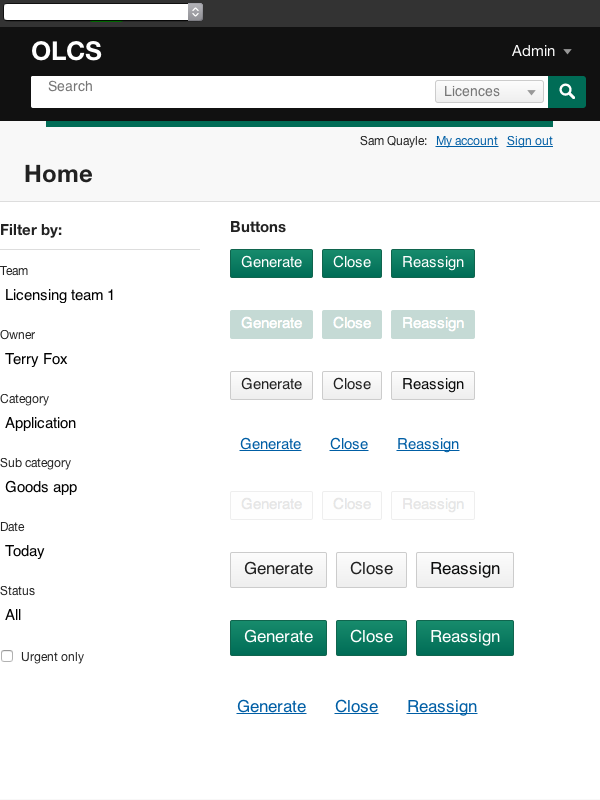 OLCS
Admin
Search
Licences
Sam Quayle: My account Sign out
Home
Filter by:
Team
Licensing team 1
Owner
Terry Fox
Category
Application
Sub category
Goods app
Date
Today
Status
All
Urgent only
Buttons
Generate Close Reassign
Generate Close Reassign
Generate Close Reassign
Generate Close Reassign
Generate Close Reassign
Generate Close Reassign
Generate Close Reassign
Generate Close Reassign